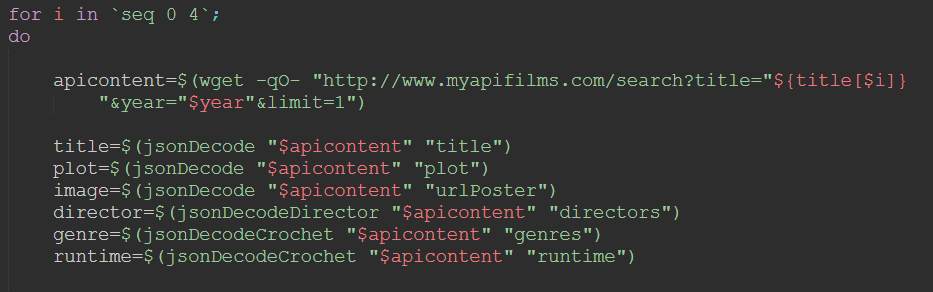 for i in `seq 0 4`;
do
apicontent=$(wget -qO- "http://www.myapifilms.com/search?title="${title[$i]}
"&year="$year"&limit=1")
title=$(jsonDecode "$apicontent" "title")
plot=$(jsonDecode "$apicontent" "plot")
image=$(jsonDecode "$apicontent" "urlPoster")
director=$(jsonDecodeDirector "$apicontent" "directors")
genre=$(jsonDecodeCrochet "$apicontent" "genres")
runtime=$(jsonDecodeCrochet "$apicontent" "runtime")